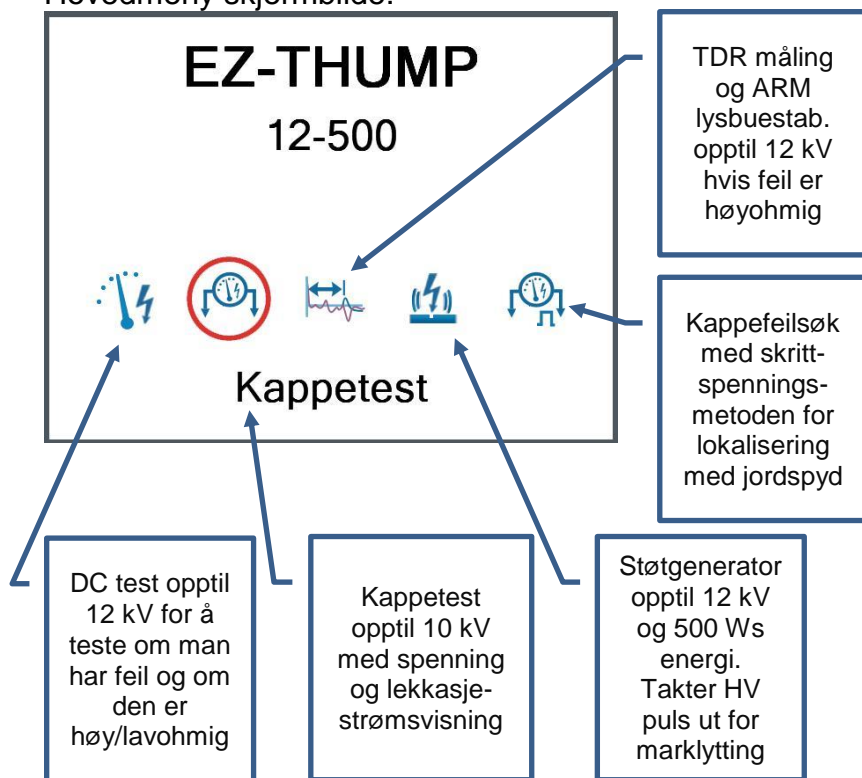 Hovedmeny skjermbilde:
EZ-THUMP
12-500
Kappetest
TDR måling
og ARM
lysbuestab.
opptil 12 kV
hvis feil er
høyohmig
Kappefeilsøk
med skritt-
spennings-
metoden for
lokalisering
med jordspyd
DC test opptil
12 kV for å
teste om man
har feil og om
den er
høy/lavohmig
Kappetest
opptil 10 kV
med spenning
og lekkasje-
strømsvisning
Støtgenerator
opptil 12 kV
og 500 Ws
energi.
Takter HV
puls ut for
marklytting